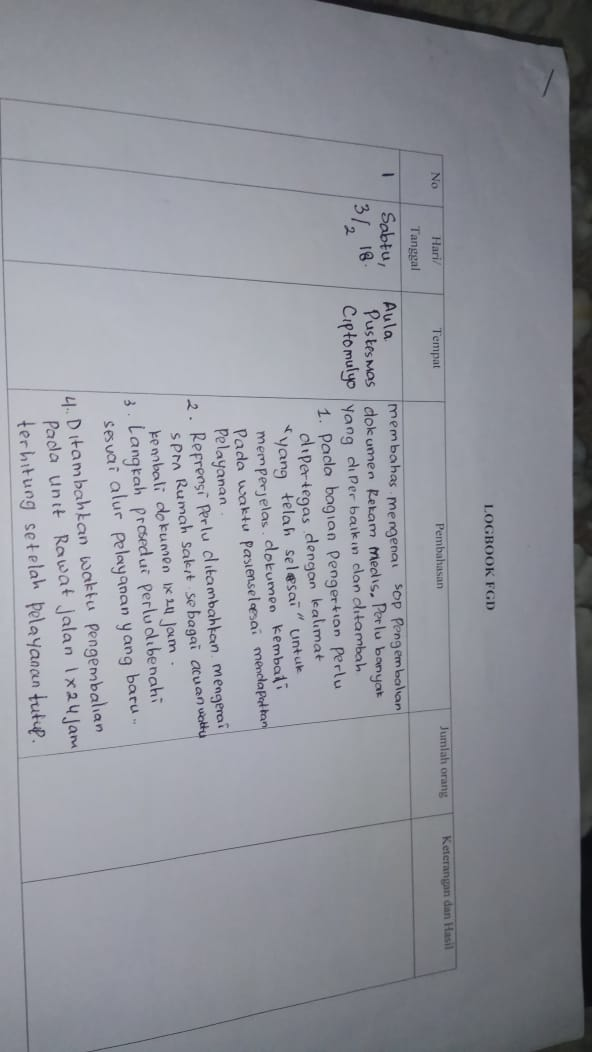 LOGBOOK FGD
No
Hari/
Tanggal
Tempat
Pembahasan
Jumlah orang
Keterangan dan Hasil
1
Sabtu,
3/2 18.
Aula
Puskesmas
Ciptomulyo
membahas mengenai SOP Pengembalian
dokumen Rekam Medis. Perlu banyak
yang diperbaikin dan ditambah
1. Pada bagian Pengertian Perlu
dipertegas dengan kalimat
"yang telah selesai" untuk
memperjelas dokumen kembali
Pada waktu pasien selesai mendapatkan
Pelayanan.
2. Reprensi Perlu ditambahkan mengenai
SPM Rumah sakit sebagai acuan waktu
kembali dokumen 1x24 jam.
3. Langkah prosedur perlu dibenahi
sesuai alur Pelayanan yang baru..
4. Ditambahkan waktu pengembalian
Pada unit Rawat jalan 1x24 Jam
terhitung setelah Pelayanan tutup.